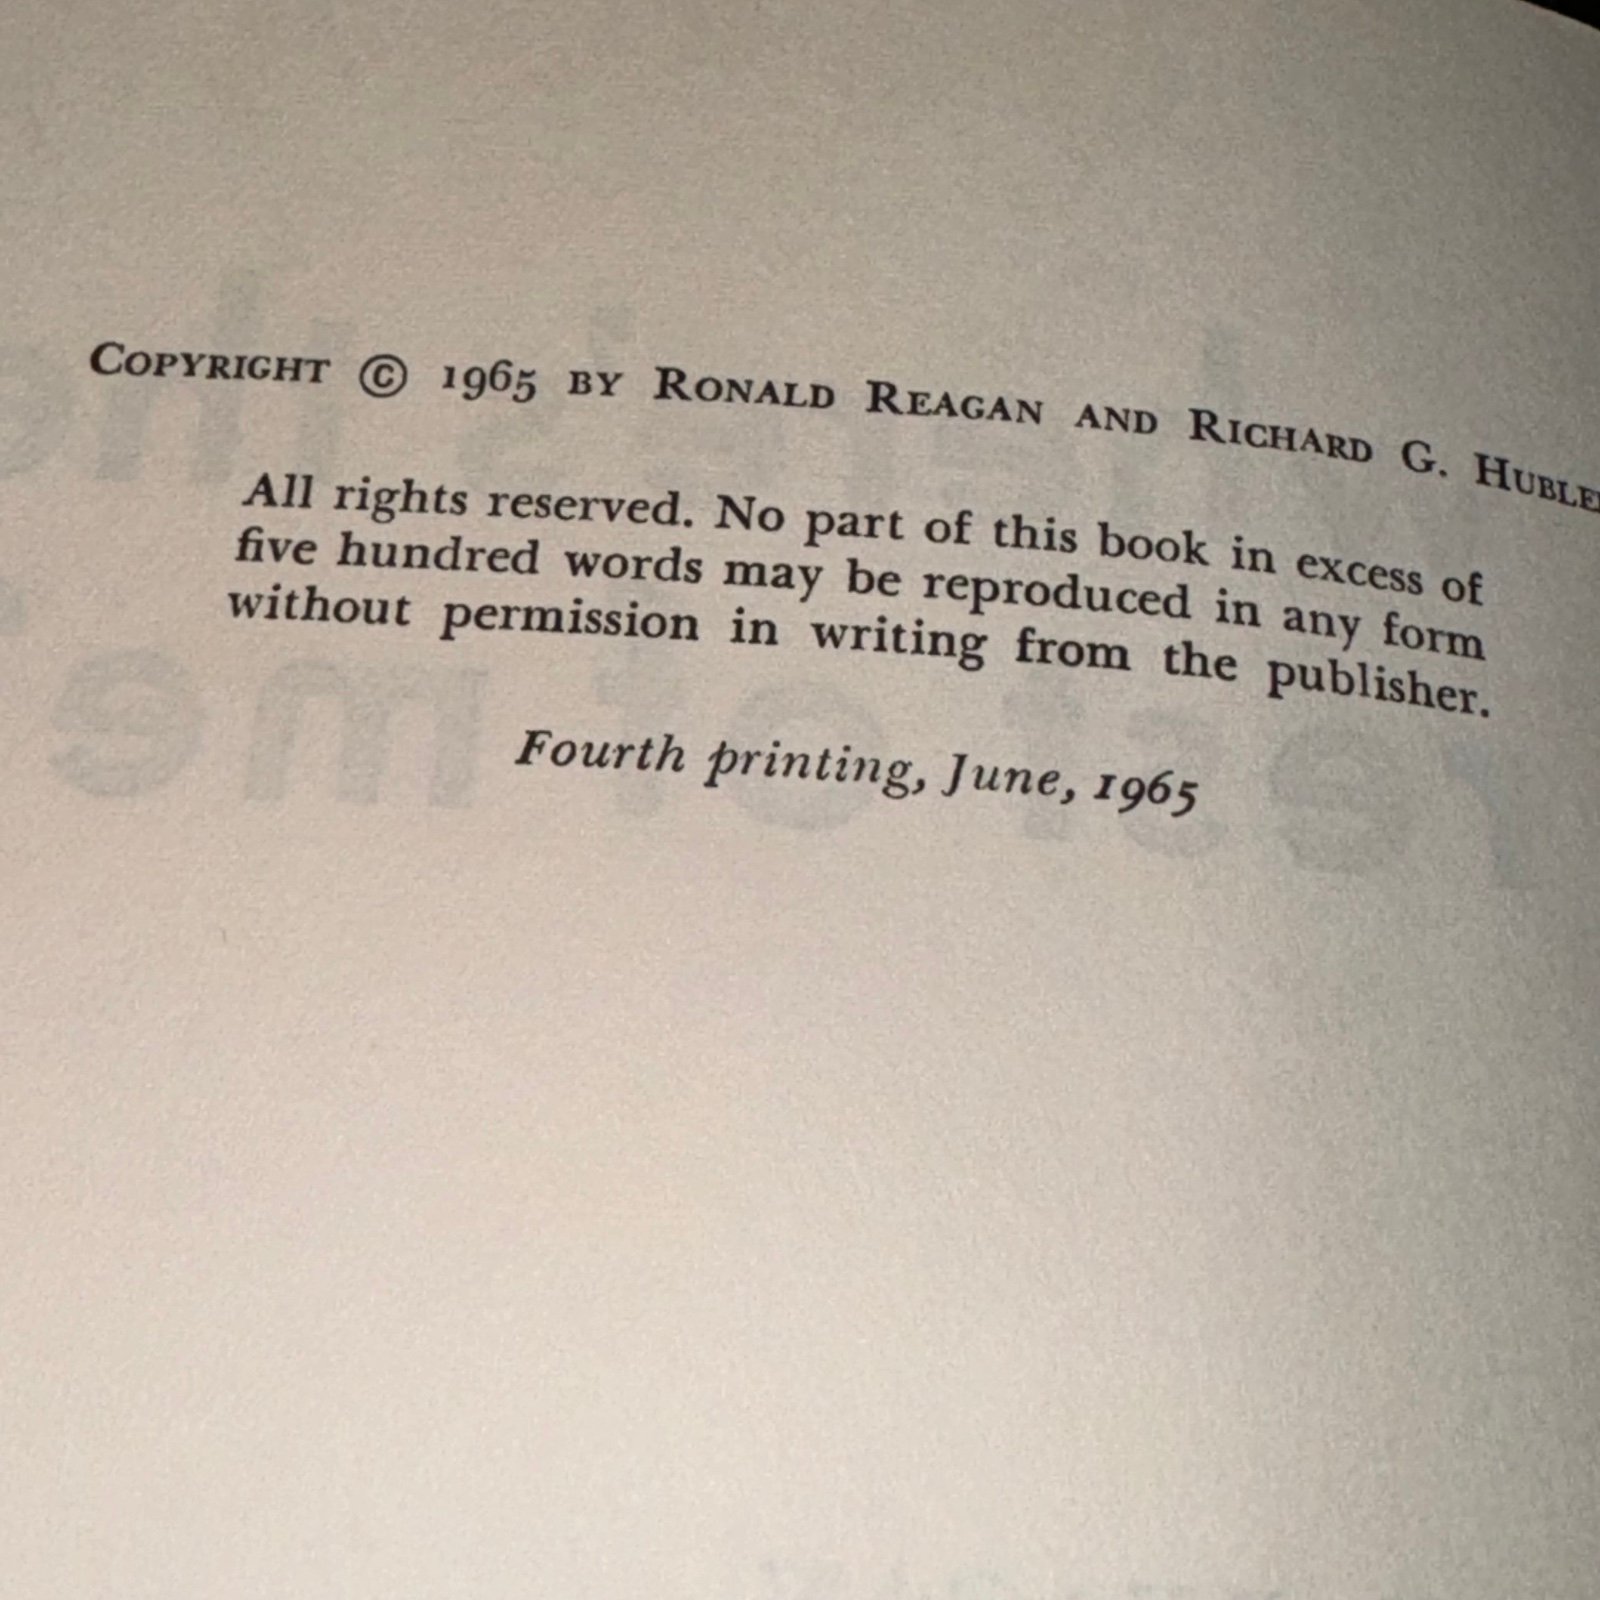 COPYRIGHT © 1965 BY RONALD REAGAN AND RICHARD G. HUBLER
All rights reserved. No part of this book in excess of
five hundred words may be reproduced in any form
without permission in writing from the publisher.
Fourth printing, June, 1965